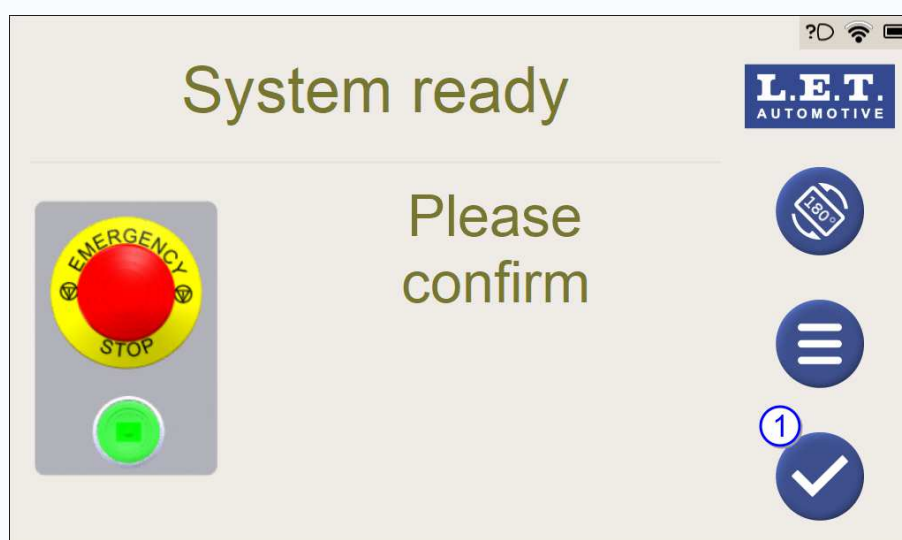 ?
System ready
L.E.T.
AUTOMOTIVE
Please
confirm
180°
EMERGENCY
STOP
1